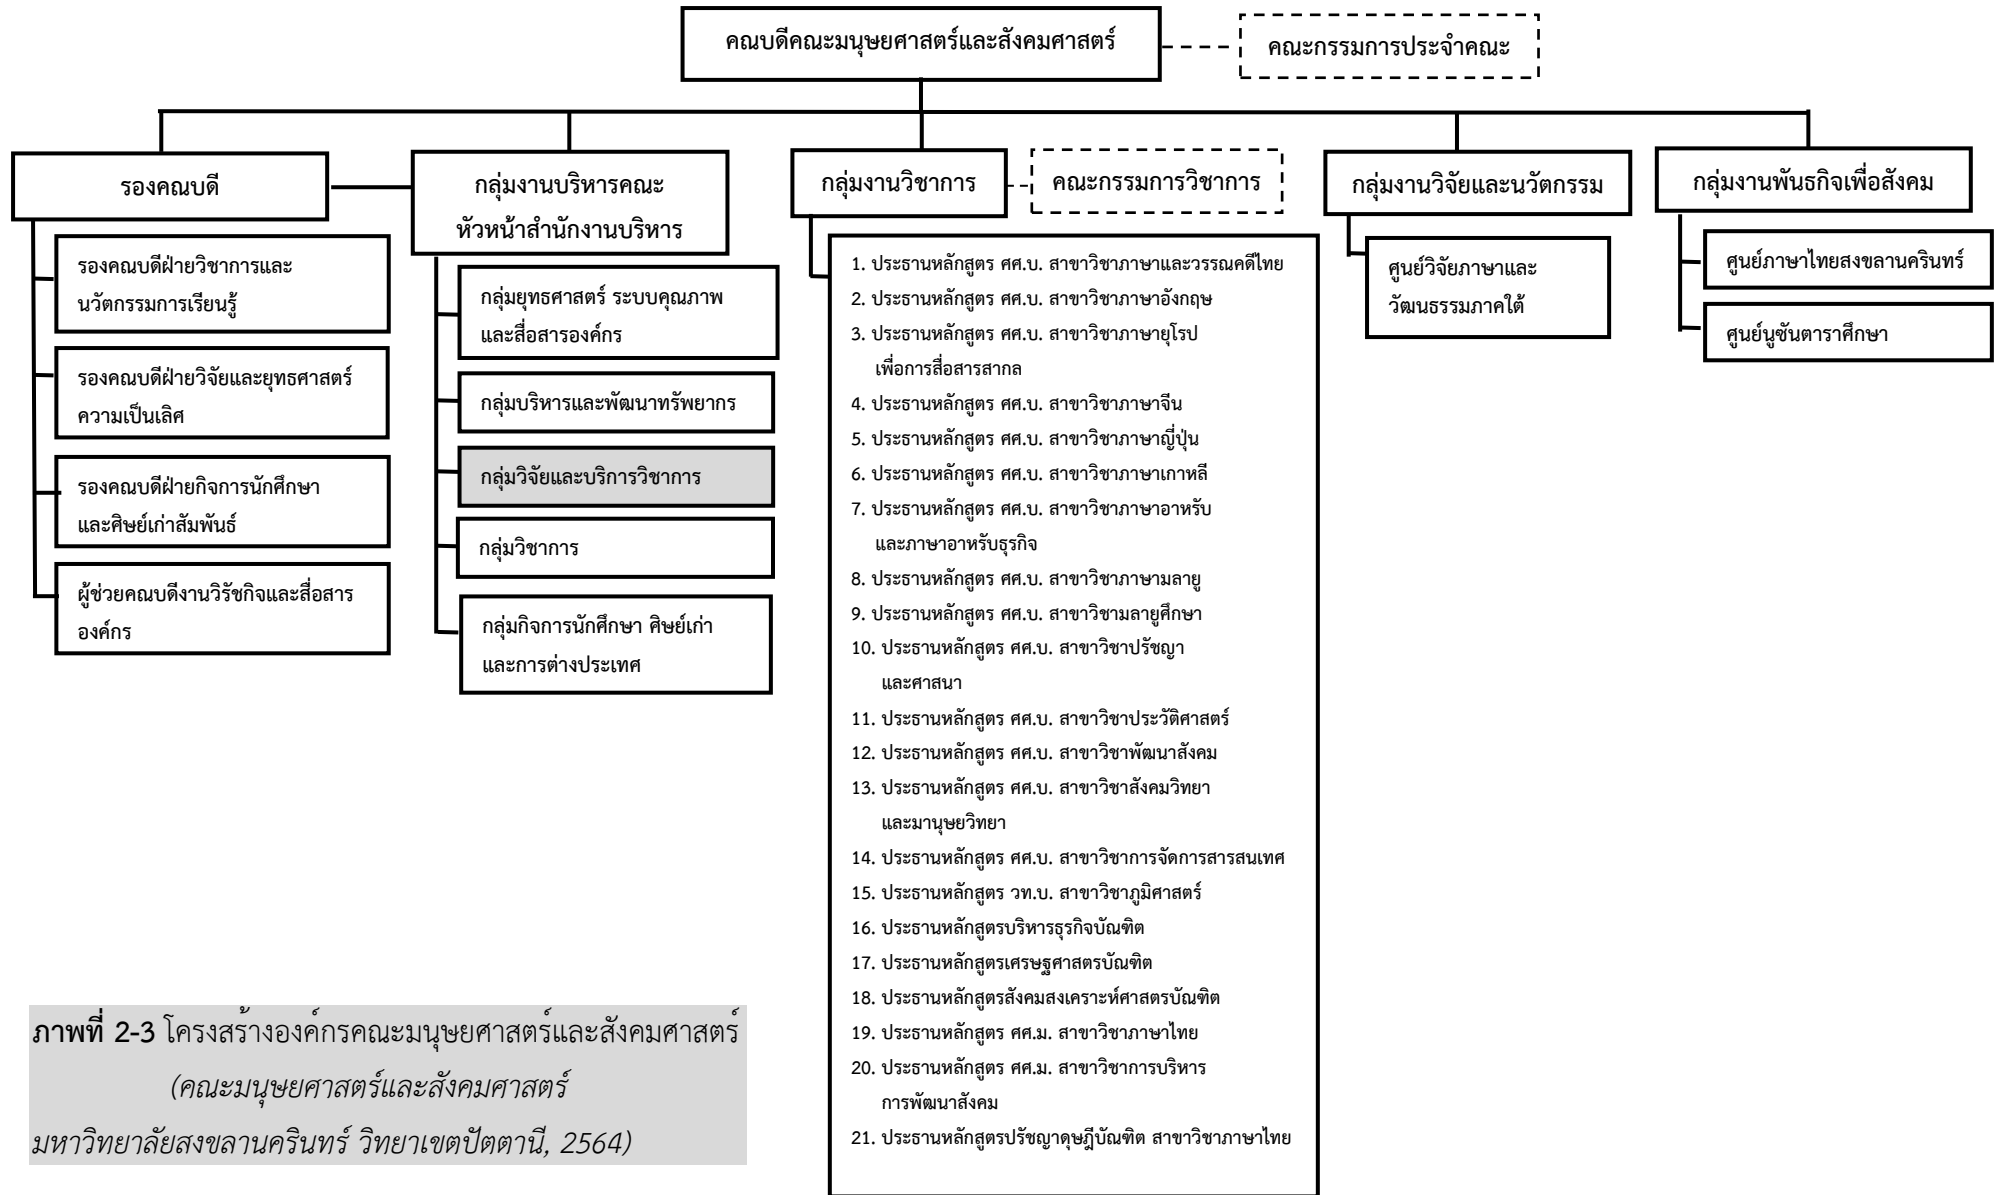 คณบดีคณะมนุษยศาสตร์และสังคมศาสตร์
คณะกรรมการประจำคณะ
รองคณบดี
กลุ่มงานบริหารคณะ
หัวหน้าสำนักงานบริหาร
กลุ่มงานวิชาการ
คณะกรรมการวิชาการ
กลุ่มงานวิจัยและนวัตกรรม
กลุ่มงานพันธกิจเพื่อสังคม
รองคณบดีฝ่ายวิชาการและ
นวัตกรรมการเรียนรู้
รองคณบดีฝ่ายวิจัยและยุทธศาสตร์
ความเป็นเลิศ
รองคณบดีฝ่ายกิจการนักศึกษา
และศิษย์เก่าสัมพันธ์
ผู้ช่วยคณบดีงานวิรัชกิจและสื่อสาร
องค์กร
กลุ่มยุทธศาสตร์ ระบบคุณภาพ
และสื่อสารองค์กร
กลุ่มบริหารและพัฒนาทรัพยากร
กลุ่มวิจัยและบริการวิชาการ
กลุ่มวิชาการ
กลุ่มกิจการนักศึกษา ศิษย์เก่า
และการต่างประเทศ
1. ประธานหลักสูตร ศศ.บ. สาขาวิชาภาษาและวรรณคดีไทย
2. ประธานหลักสูตร ศศ.บ. สาขาวิชาภาษาอังกฤษ
3. ประธานหลักสูตร ศศ.บ. สาขาวิชาภาษายุโรป
เพื่อการสื่อสารสากล
4. ประธานหลักสูตร ศศ.บ. สาขาวิชาภาษาจีน
5. ประธานหลักสูตร ศศ.บ. สาขาวิชาภาษาญี่ปุ่น
6. ประธานหลักสูตร ศศ.บ. สาขาวิชาภาษาเกาหลี
7. ประธานหลักสูตร ศศ.บ. สาขาวิชาภาษาอาหรับ
และภาษาอาหรับธุรกิจ
8. ประธานหลักสูตร ศศ.บ. สาขาวิชาภาษามลายู
9. ประธานหลักสูตร ศศ.บ. สาขาวิชามลายูศึกษา
10. ประธานหลักสูตร ศศ.บ. สาขาวิชาปรัชญา
และศาสนา
11. ประธานหลักสูตร ศศ.บ. สาขาวิชาประวัติศาสตร์
12. ประธานหลักสูตร ศศ.บ. สาขาวิชาพัฒนาสังคม
13. ประธานหลักสูตร ศศ.บ. สาขาวิชาสังคมวิทยา
และมานุษยวิทยา
14. ประธานหลักสูตร ศศ.บ. สาขาวิชาการจัดการสารสนเทศ
15. ประธานหลักสูตร วท.บ. สาขาวิชาภูมิศาสตร์
16. ประธานหลักสูตรบริหารธุรกิจบัณฑิต
17. ประธานหลักสูตรเศรษฐศาสตรบัณฑิต
18. ประธานหลักสูตรสังคมสงเคราะห์ศาสตรบัณฑิต
19. ประธานหลักสูตร ศศ.ม. สาขาวิชาภาษาไทย
20. ประธานหลักสูตร ศศ.ม. สาขาวิชาการบริหาร
การพัฒนาสังคม
21. ประธานหลักสูตรปรัชญาดุษฎีบัณฑิต สาขาวิชาภาษาไทย
ศูนย์วิจัยภาษาและ
วัฒนธรรมภาคใต้
ศูนย์ภาษาไทยสงขลานครินทร์
ศูนย์นูซันตาราศึกษา
ภาพที่ 2-3 โครงสร้างองค์กรคณะมนุษยศาสตร์และสังคมศาสตร์
(คณะมนุษยศาสตร์และสังคมศาสตร์
มหาวิทยาลัยสงขลานครินทร์ วิทยาเขตปัตตานี, 2564)